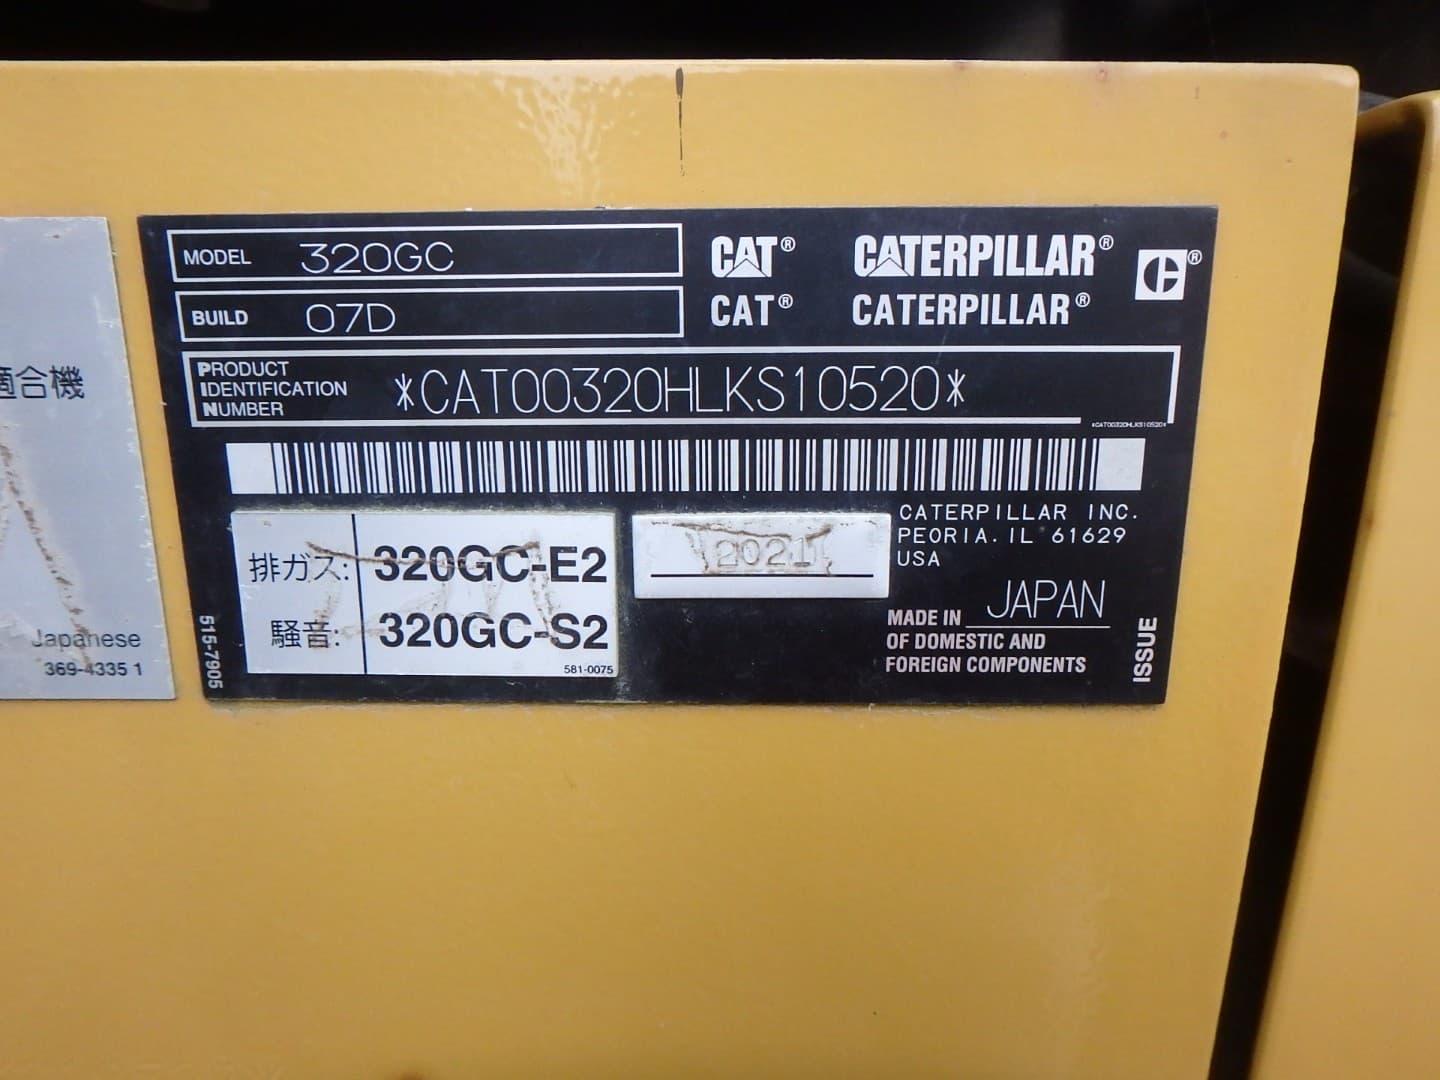 MODEL 320GC
BUILD 07D
CAT® CATERPILLAR®
CAT® CATERPILLAR®
PRODUCT
IDENTIFICATION
NUMBER
*CAT00320HLKS10520*
*CAT00320HLKS10520*
適合機
Japanese
369-4335 1
排ガス: 320GC-E2
騒音: 320GC-S2
581-0075
515-7905
2021
CATERPILLAR INC.
PEORIA. IL 61629
USA
MADE IN JAPAN
OF DOMESTIC AND
FOREIGN COMPONENTS
ISSUE